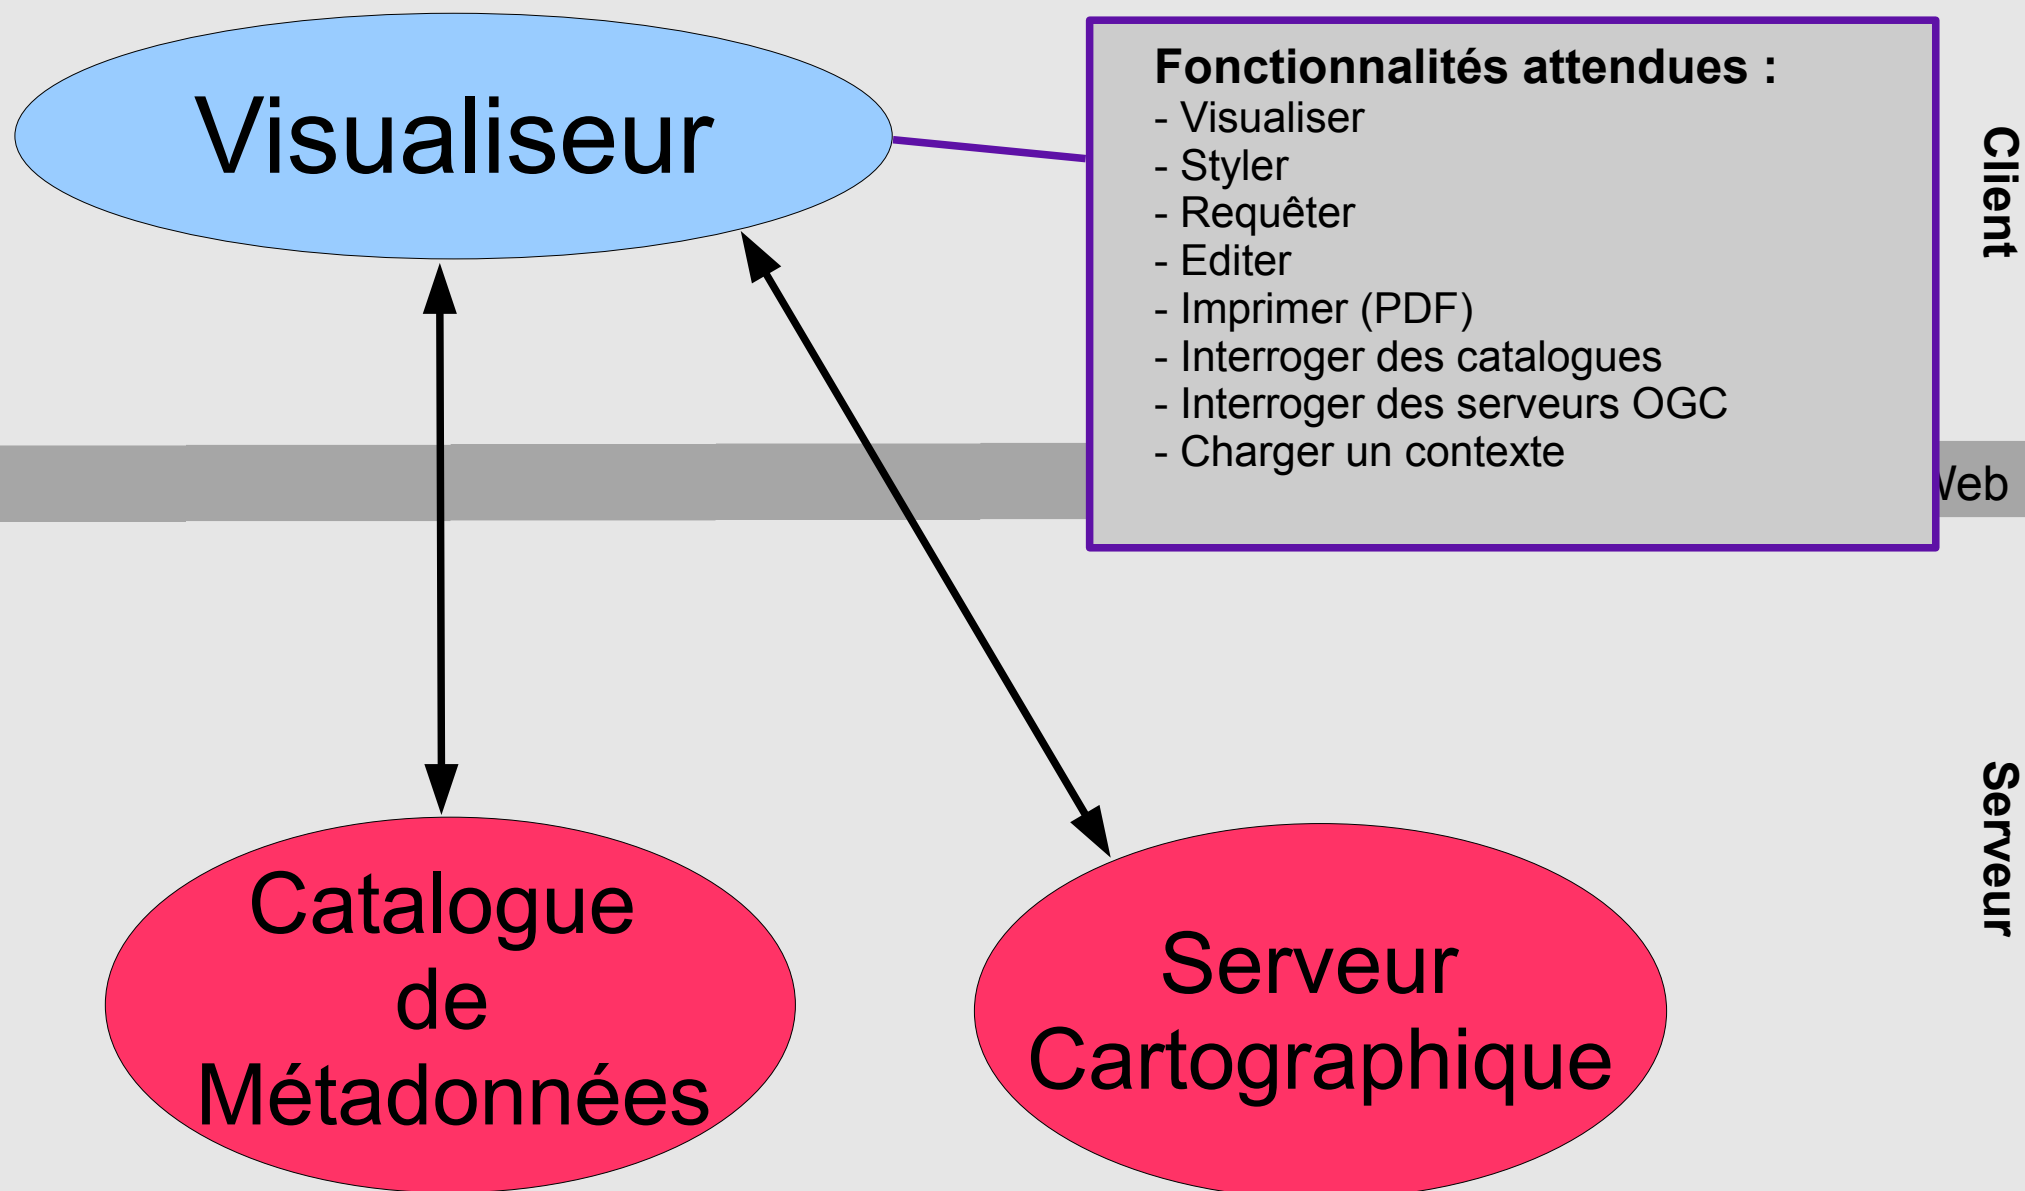 Visualiseur
Fonctionnalités attendues :
- Visualiser
- Styler
- Requêter
- Editer
- Imprimer (PDF)
- Interroger des catalogues
- Interroger des serveurs OGC
- Charger un contexte
Client
Web
Serveur
Catalogue
de
Métadonnées
Serveur
Cartographique